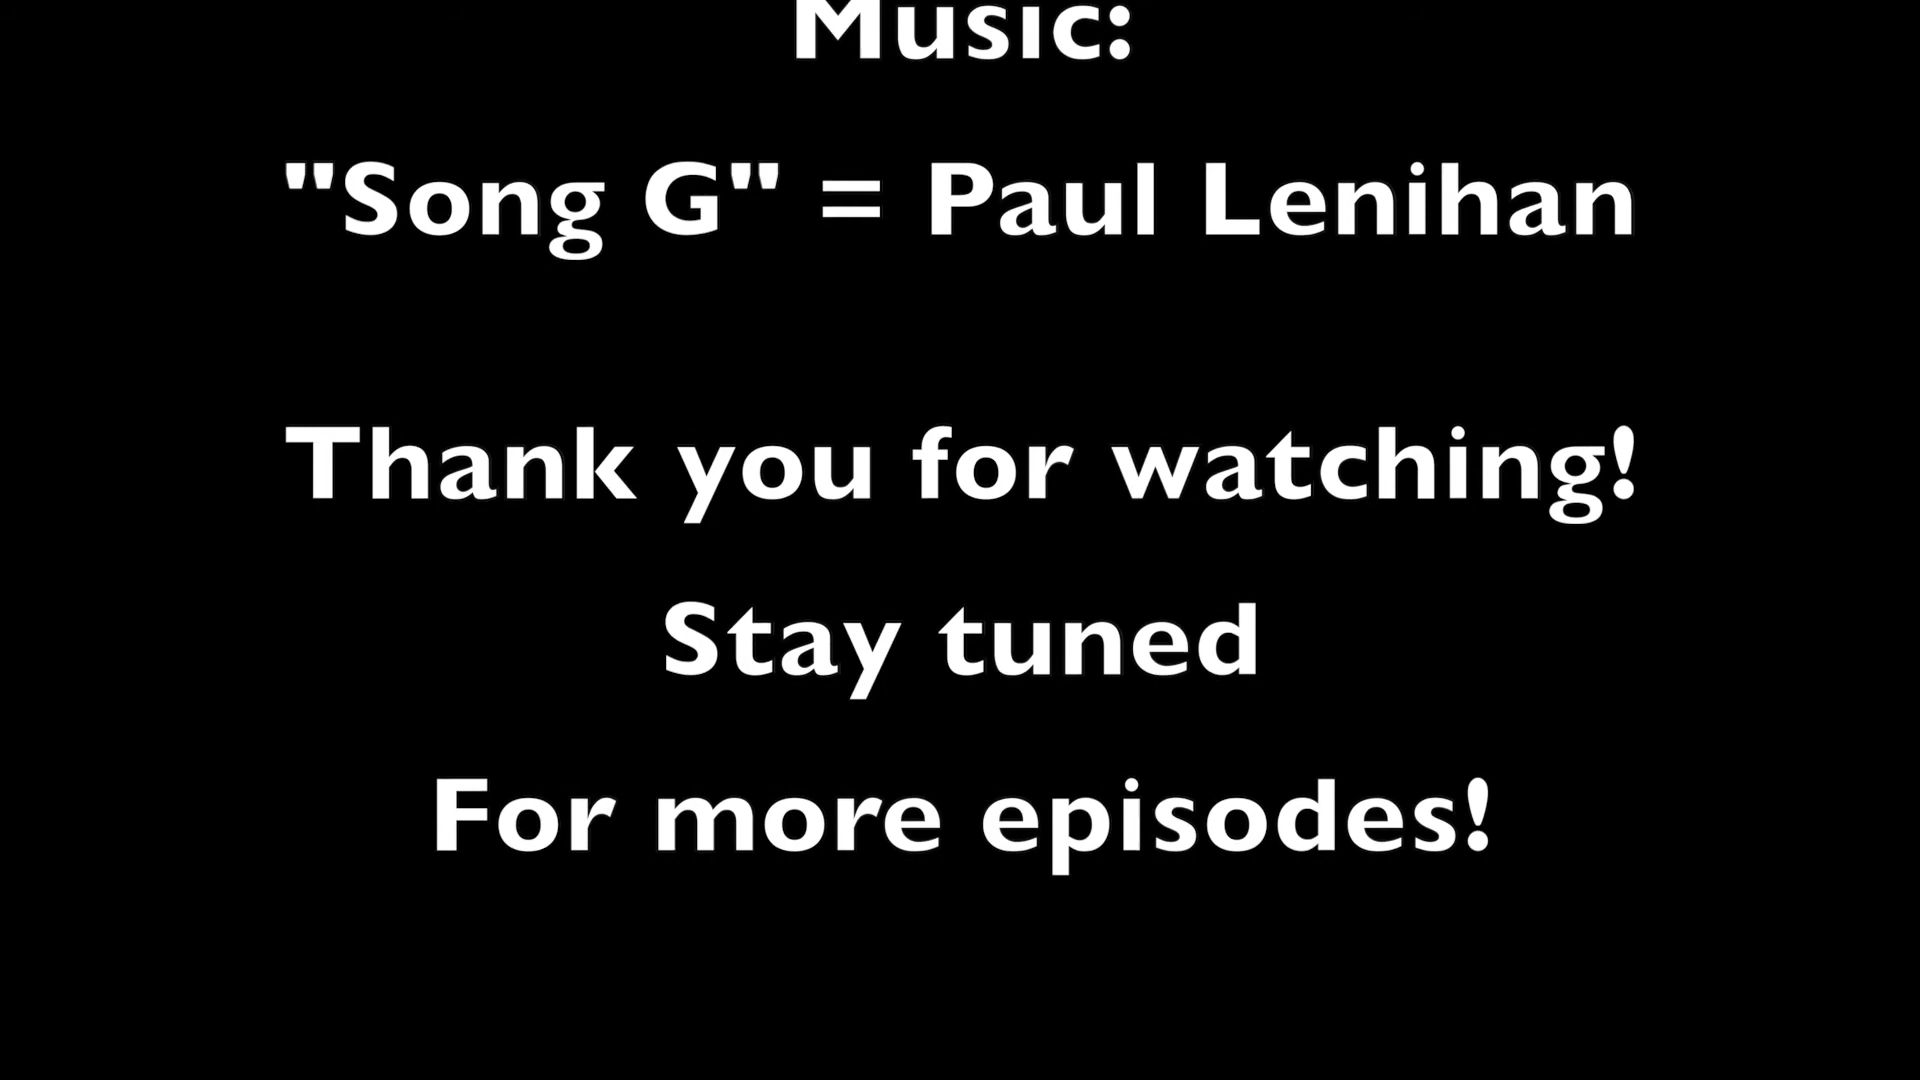 Music:
"Song G" = Paul Lenihan
Thank you for watching!
Stay tuned
For more episodes!